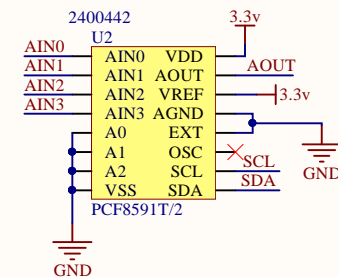 2400442
3.3v
U2
AIN0 AIN0 VDD
AIN1 AIN1 AOUT AOUT
AIN2 AIN2 VREF 3.3v
AIN3 AIN3 AGND
A0 EXT
A1 OSC
A2 SCL SCL
VSS SDA SDA
GND
PCF8591T/2
GND